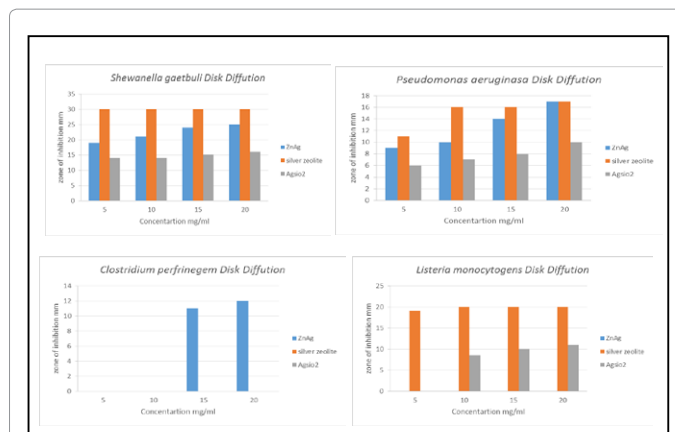 Shewanella gaetbuli Disk Diffution
zone of inhibition mm
35
30
25
20
15
10
5
0
5 10 15 20
Concentartion mg/ml
ZnAg
silver zeolite
Agsio2
Pseudomonas aeruginasa Disk Diffution
zone of inhibition mm
18
16
14
12
10
8
6
4
2
0
5 10 15 20
Concentartion mg/ml
ZnAg
silver zeolite
Agsio2
Clostridium perfrinegem Disk Diffution
zone of inhibition mm
14
12
10
8
6
4
2
0
5 10 15 20
Concentartion mg/ml
ZnAg
silver zeolite
Agsio2
Listeria monocytogens Disk Diffution
zone of inhibition mm
25
20
15
10
5
0
5 10 15 20
Concentartion mg/ml
ZnAg
silver zeolite
Agsio2